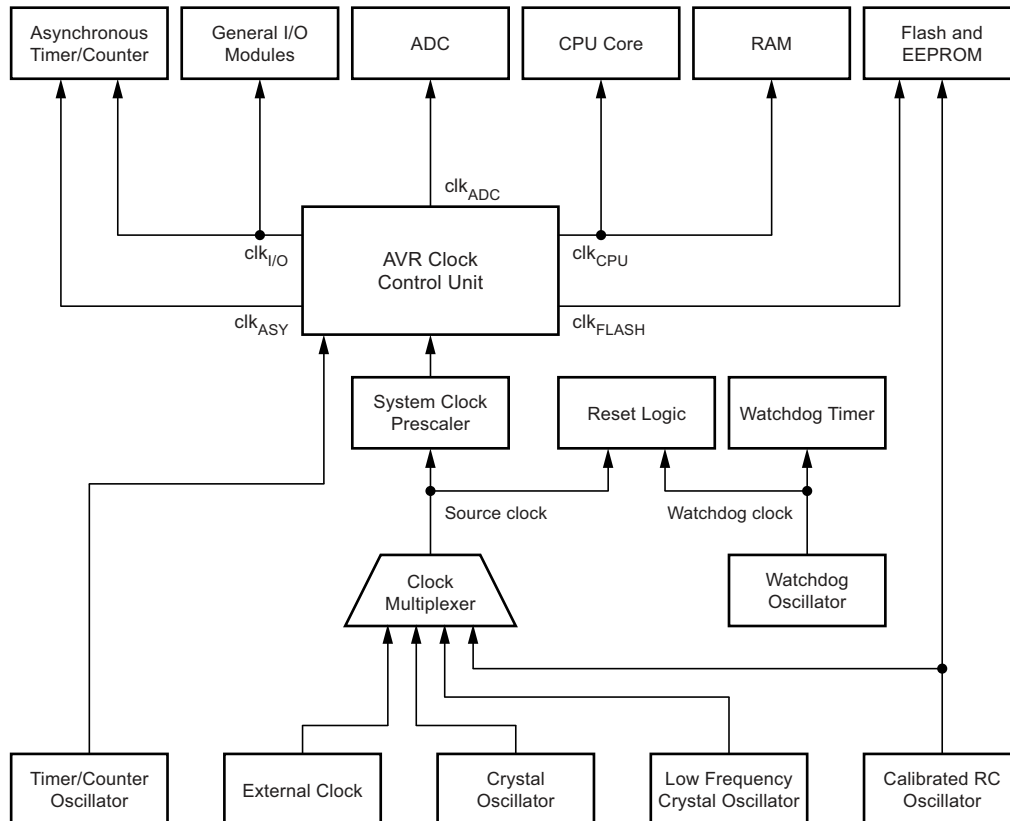 Asynchronous
Timer/Counter
General I/O
Modules
ADC
CPU Core
RAM
Flash and
EEPROM
clkADC
clkI/O
AVR Clock
Control Unit
clkCPU
clkASY
clkFLASH
System Clock
Prescaler
Reset Logic
Watchdog Timer
Source clock
Watchdog clock
Clock
Multiplexer
Watchdog
Oscillator
Timer/Counter
Oscillator
External Clock
Crystal
Oscillator
Low Frequency
Crystal Oscillator
Calibrated RC
Oscillator